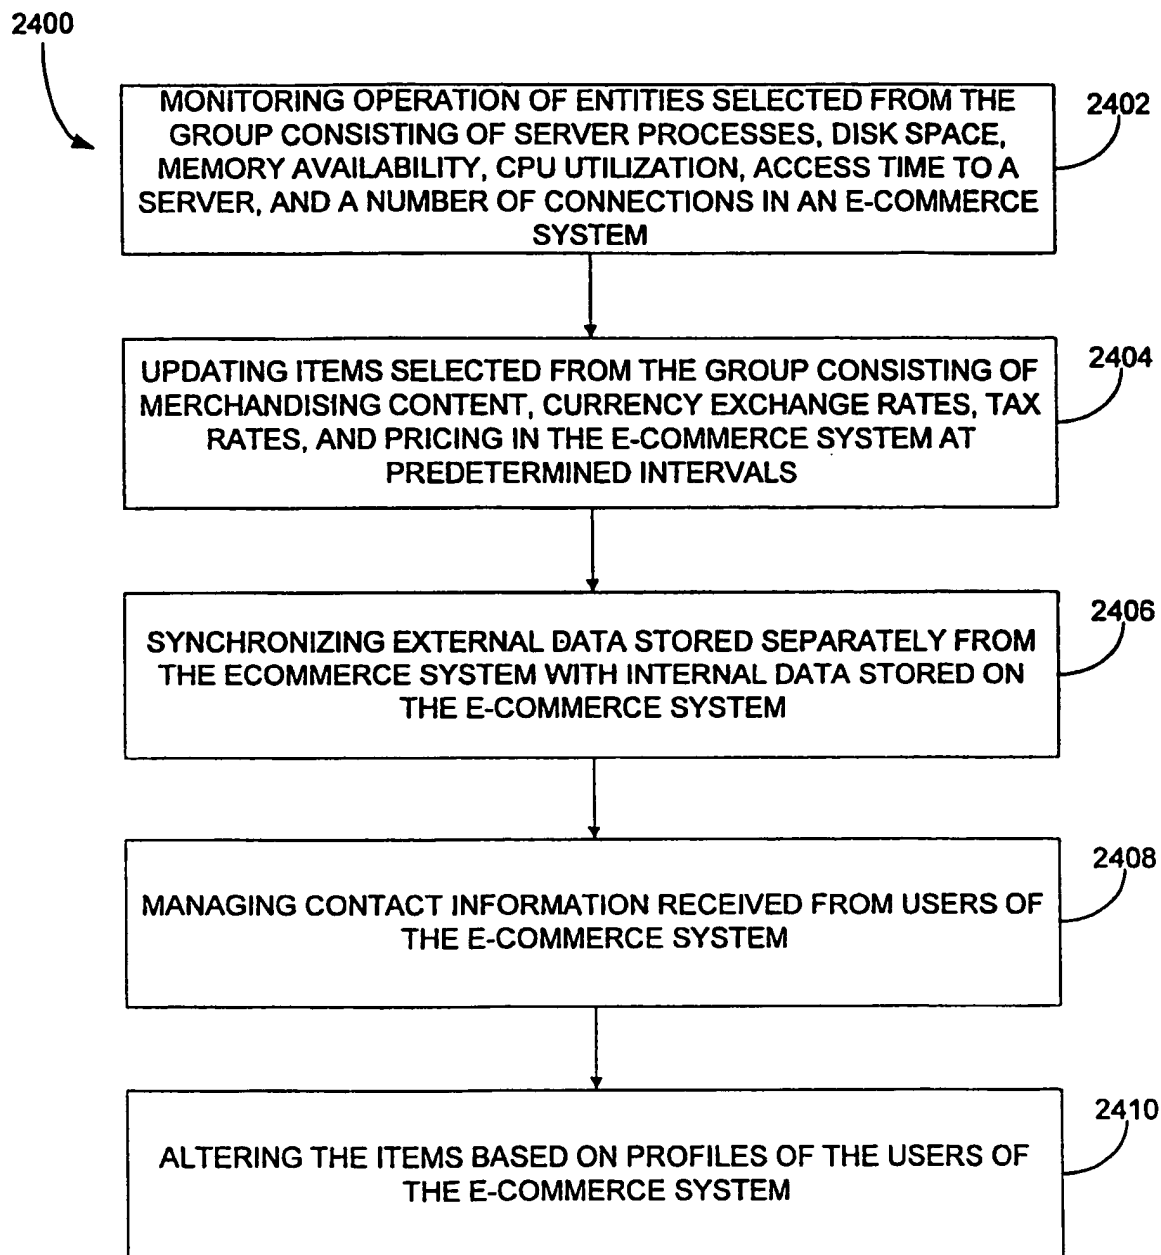 2400
MONITORING OPERATION OF ENTITIES SELECTED FROM THE
GROUP CONSISTING OF SERVER PROCESSES, DISK SPACE,
MEMORY AVAILABILITY, CPU UTILIZATION, ACCESS TIME TO A
SERVER, AND A NUMBER OF CONNECTIONS IN AN E-COMMERCE
SYSTEM
2402
UPDATING ITEMS SELECTED FROM THE GROUP CONSISTING OF
MERCHANDISING CONTENT, CURRENCY EXCHANGE RATES, TAX
RATES, AND PRICING IN THE E-COMMERCE SYSTEM AT
PREDETERMINED INTERVALS
2404
SYNCHRONIZING EXTERNAL DATA STORED SEPARATELY FROM
THE ECOMMERCE SYSTEM WITH INTERNAL DATA STORED ON
THE E-COMMERCE SYSTEM
2406
MANAGING CONTACT INFORMATION RECEIVED FROM USERS OF
THE E-COMMERCE SYSTEM
2408
ALTERING THE ITEMS BASED ON PROFILES OF THE USERS OF
THE E-COMMERCE SYSTEM
2410